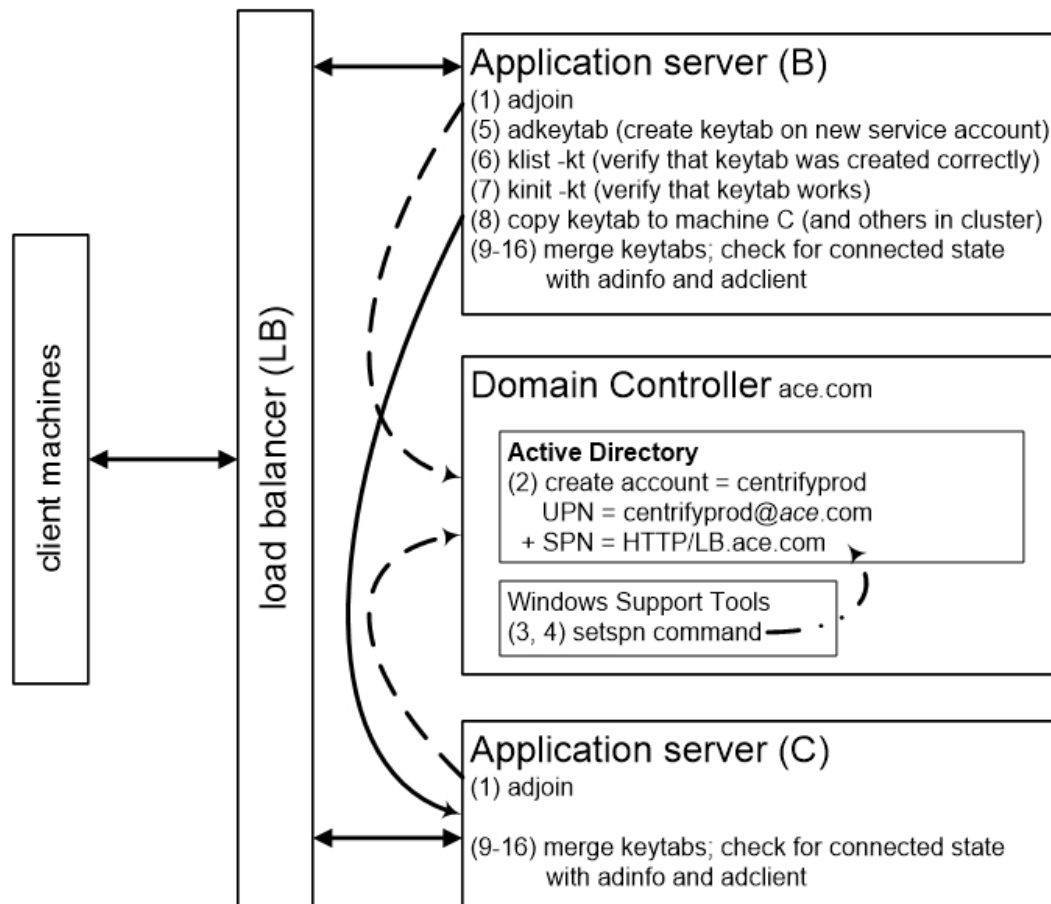 client machines
load balancer (LB)
Application server (B)
(1) adjoin
(5) adkeytab (create keytab on new service account)
(6) klist -kt (verify that keytab was created correctly)
(7) kinit -kt (verify that keytab works)
(8) copy keytab to machine C (and others in cluster)
(9-16) merge keytabs; check for connected state
with adinfo and adclient
Domain Controller ace.com
Active Directory
(2) create account = centrifyprod
UPN = centrifyprod@ace.com
+ SPN = HTTP/LB.ace.com
Windows Support Tools
(3, 4) setspn command
Application server (C)
(1) adjoin
(9-16) merge keytabs; check for connected state
with adinfo and adclient